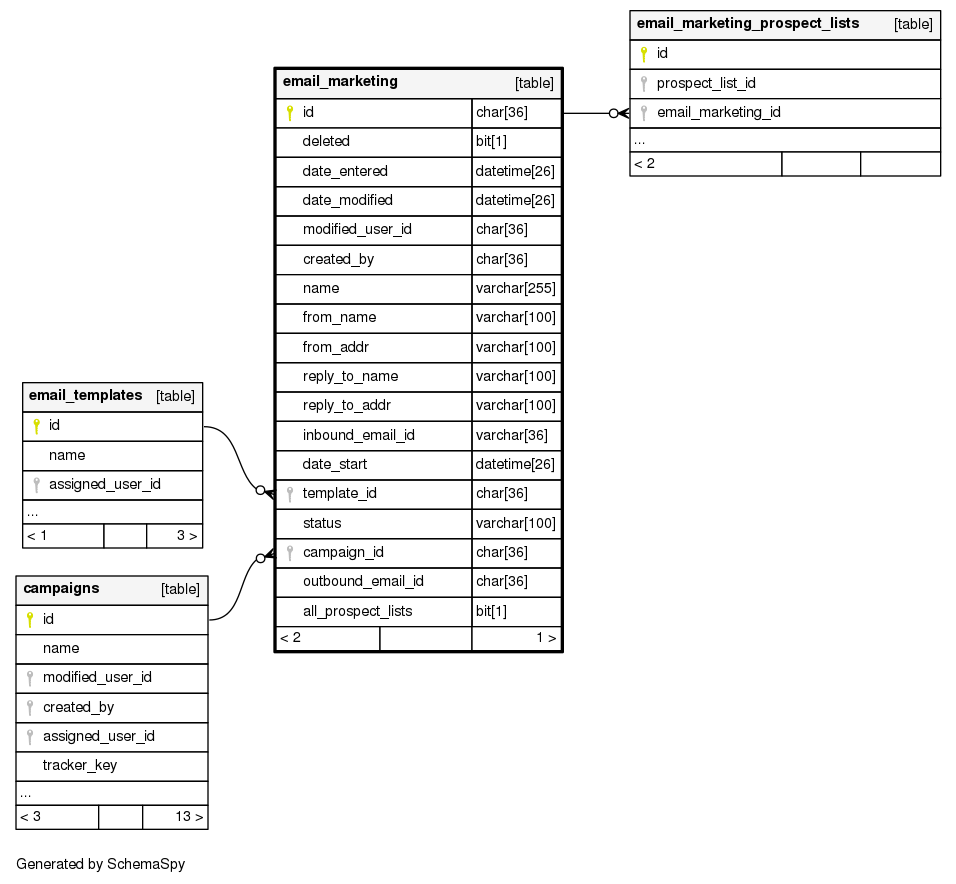 email_marketing_prospect_lists [table]
id
prospect_list_id
email_marketing_id
...
< 2
email_marketing [table]
id char[36]
deleted bit[1]
date_entered datetime[26]
date_modified datetime[26]
modified_user_id char[36]
created_by char[36]
name varchar[255]
from_name varchar[100]
from_addr varchar[100]
reply_to_name varchar[100]
reply_to_addr varchar[100]
inbound_email_id varchar[36]
date_start datetime[26]
template_id char[36]
status varchar[100]
campaign_id char[36]
outbound_email_id char[36]
all_prospect_lists bit[1]
< 2 1 >
email_templates [table]
id
name
assigned_user_id
...
< 1 3 >
campaigns [table]
id
name
modified_user_id
created_by
assigned_user_id
tracker_key
...
< 3 13 >
Generated by SchemaSpy